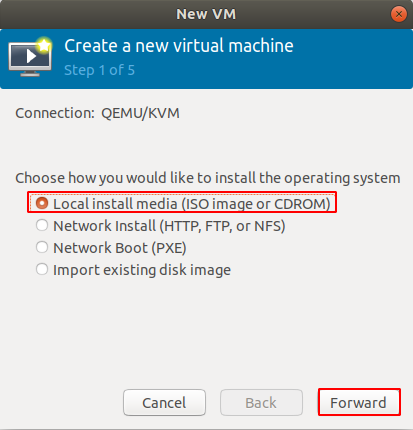 New VM
Create a new virtual machine
Step 1 of 5
Connection: QEMU/KVM
Choose how you would like to install the operating system
Local install media (ISO image or CDROM)
Network Install (HTTP, FTP, or NFS)
Network Boot (PXE)
Import existing disk image
Cancel Back Forward